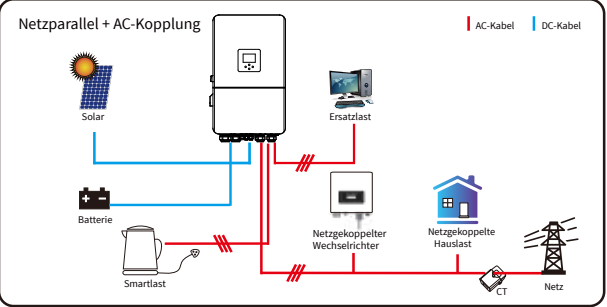 Netzparallel + AC-Kopplung
AC-Kabel
DC-Kabel
Solar
Ersatzlast
Batterie
Netzgekoppelter
Wechselrichter
Netzgekoppelte
Hauslast
Smartlast
CT
Netz